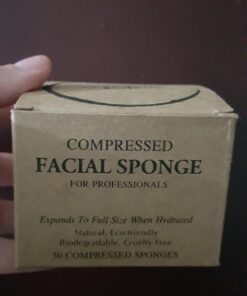 COMPRESSED
FACIAL SPONGE
FOR PROFESSIONALS
Expands To Full Size When Hydrated
Natural, Eco-friendly
Biodegradable, Cruelty Free
50 COMPRESSED SPONGES